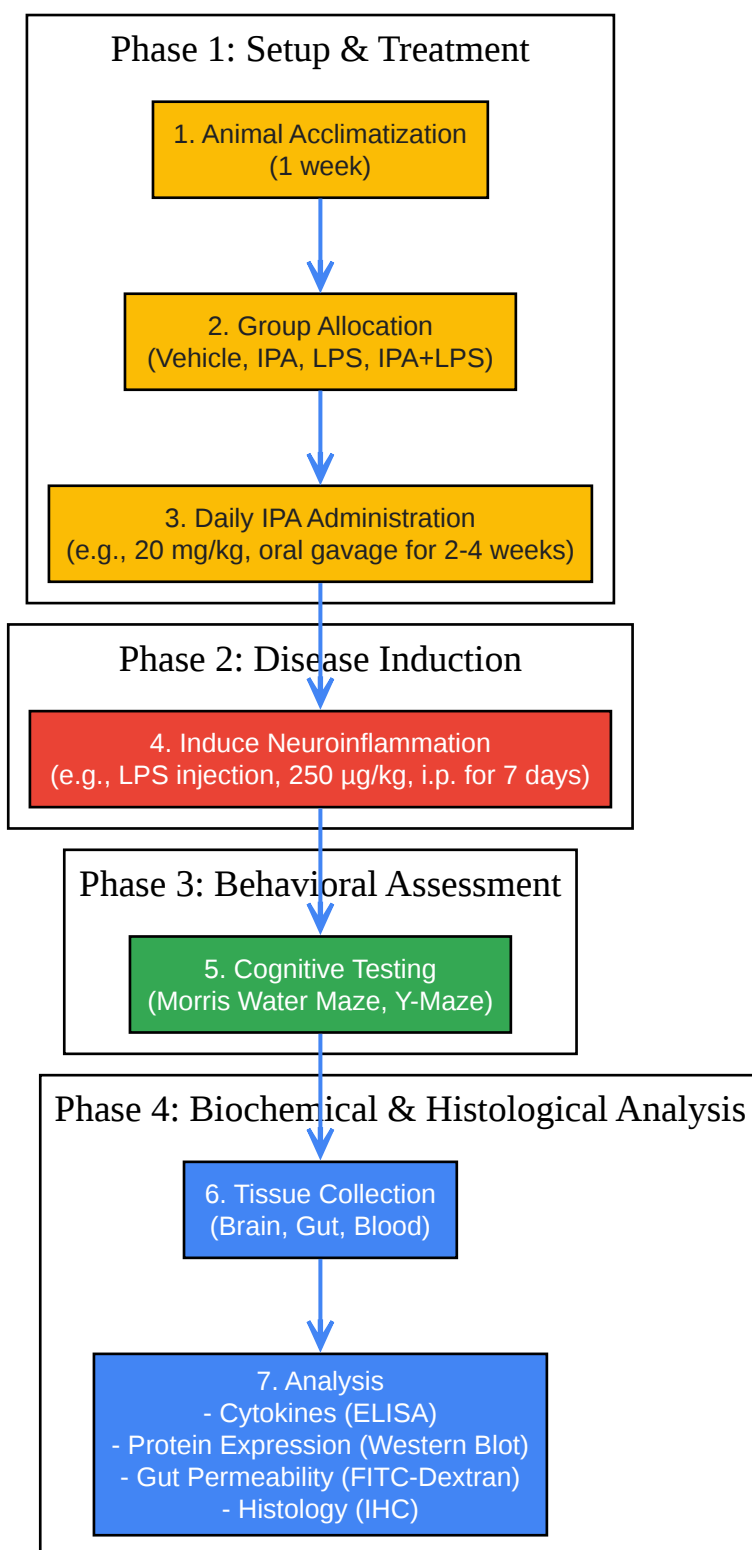 Phase 1: Setup & Treatment
1. Animal Acclimatization
(1 week)
2. Group Allocation
(Vehicle, IPA, LPS, IPA+LPS)
3. Daily IPA Administration
(e.g., 20 mg/kg, oral gavage for 2-4 weeks)
Phase 2: Disease Induction
4. Induce Neuroinflammation
(e.g., LPS injection, 250 µg/kg, i.p. for 7 days)
Phase 3: Behavioral Assessment
5. Cognitive Testing
(Morris Water Maze, Y-Maze)
Phase 4: Biochemical & Histological Analysis
6. Tissue Collection
(Brain, Gut, Blood)
7. Analysis
- Cytokines (ELISA)
- Protein Expression (Western Blot)
- Gut Permeability (FITC-Dextran)
- Histology (IHC)